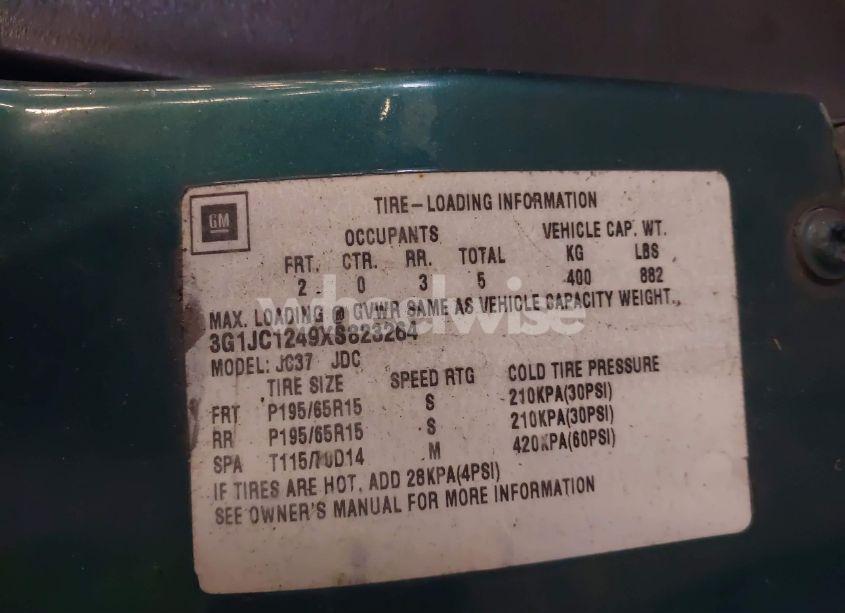 GM
TIRE-LOADING INFORMATION
OCCUPANTS VEHICLE CAP. WT.
FRT. CTR. RR. TOTAL KG LBS
2 0 3 5 400 882
MAX. LOADING @ GVWR SAME AS VEHICLE CAPACITY WEIGHT.,
3G1JC1249XS823264
MODEL: JC37 JDC
TIRE SIZE SPEED RTG COLD TIRE PRESSURE
FRT P195/65R15 S 210KPA(30PSI)
RR P195/65R15 S 210KPA(30PSI)
SPA T115/70D14 M 420KPA(60PSI)
IF TIRES ARE HOT, ADD 28KPA(4PSI)
SEE OWNER'S MANUAL FOR MORE INFORMATION
wheelwise